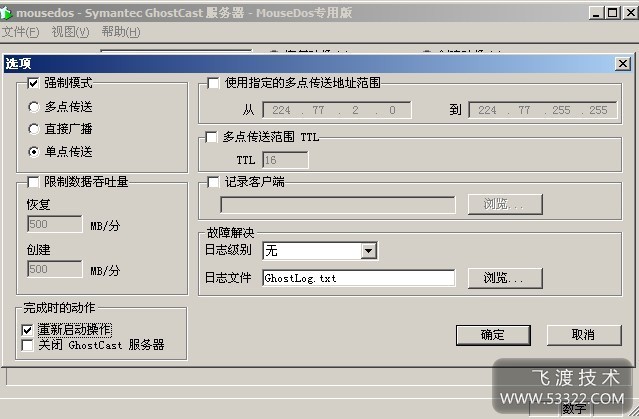 mousedos - Symantec GhostCast 服务器 - MouseDos专用版
文件(F) 视图(V) 帮助(H)
选项
强制模式
多点传送
直接广播
单点传送
限制数据吞吐量
恢复
500 MB/分
创建
500 MB/分
完成时的动作
重新启动操作
关闭 GhostCast 服务器
使用指定的多点传送地址范围
从 224 . 77 . 2 . 0 到 224 . 77 . 255 . 255
多点传送范围 TTL
TTL 16
记录客户端
浏览...
故障解决
日志级别 无
日志文件 GhostLog.txt 浏览...
确定 取消
飞渡技术
www.53322.com
数字